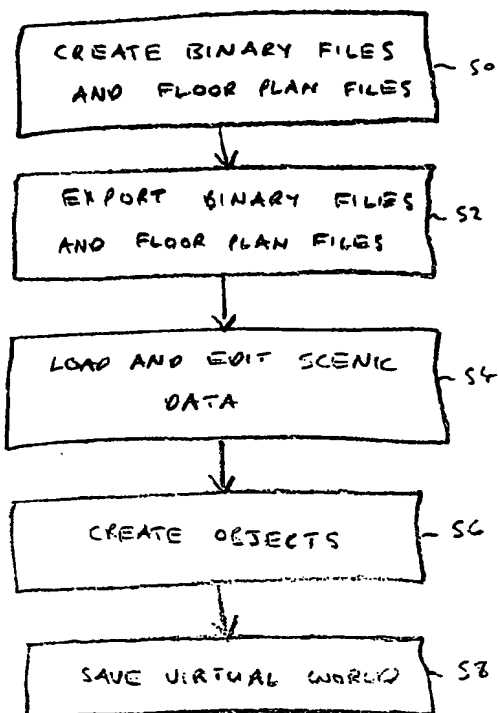 CREATE BINARY FILES
AND FLOOR PLAN FILES
50
EXPORT BINARY FILES
AND FLOOR PLAN FILES
52
LOAD AND EDIT SCENIC
DATA
54
CREATE OBJECTS
56
SAVE VIRTUAL WORLD
58